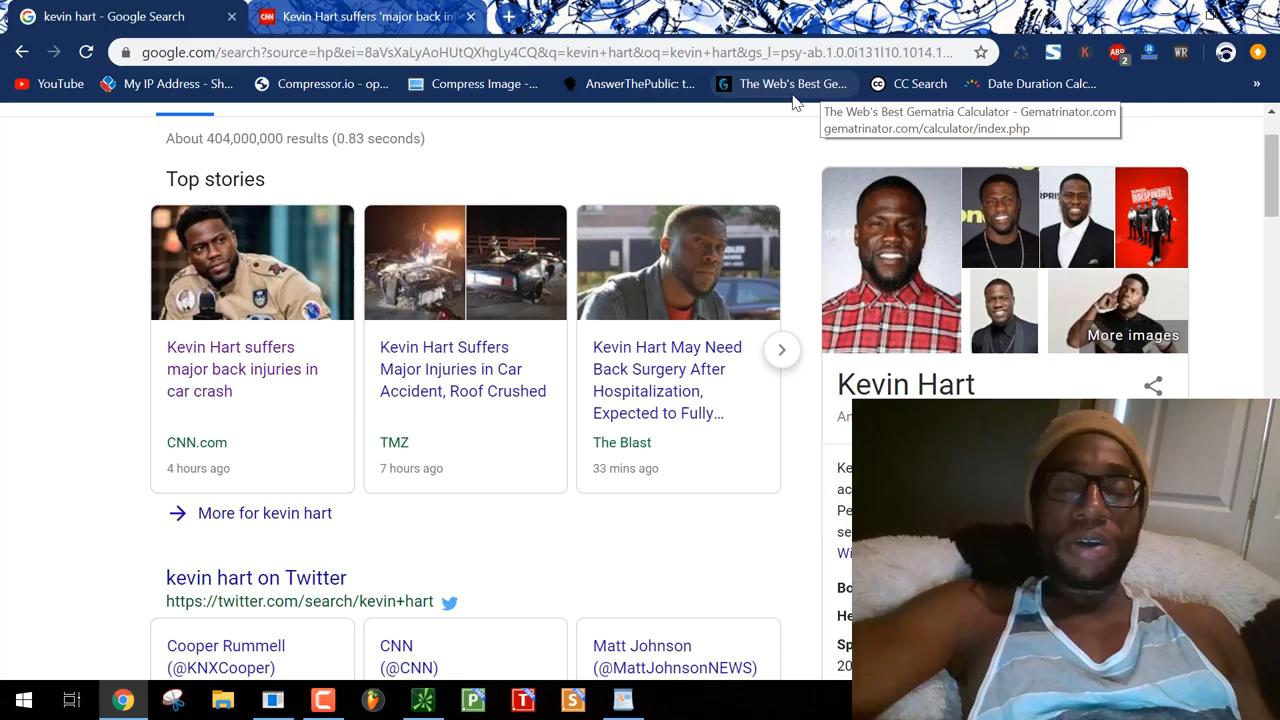 kevin hart - Google Search
CNN Kevin Hart suffers 'major back in
google.com/search?source=hp&ei=8aVsXaLyAoHUtQXhgLy4CQ&q=kevin+hart&oq=kevin+hart&gs_l=psy-ab.1.0.0i131l10.1014.1...
ABP 2 WR
YouTube My IP Address - Sh... Compressor.io - op... Compress Image -... AnswerThePublic: t... The Web's Best Ge... CC Search Date Duration Calc... »
The Web's Best Gematria Calculator - Gematrinator.com
gematrinator.com/calculator/index.php
About 404,000,000 results (0.83 seconds)
Top stories
Kevin Hart suffers
major back injuries in
car crash
CNN.com
4 hours ago
Kevin Hart Suffers
Major Injuries in Car
Accident, Roof Crushed
TMZ
7 hours ago
Kevin Hart May Need
Back Surgery After
Hospitalization,
Expected to Fully...
The Blast
33 mins ago
More for kevin hart
kevin hart on Twitter
https://twitter.com/search/kevin+hart
Cooper Rummell
(@KNXCooper)
CNN
(@CNN)
Matt Johnson
(@MattJohnsonNEWS)
More images
Kevin Hart